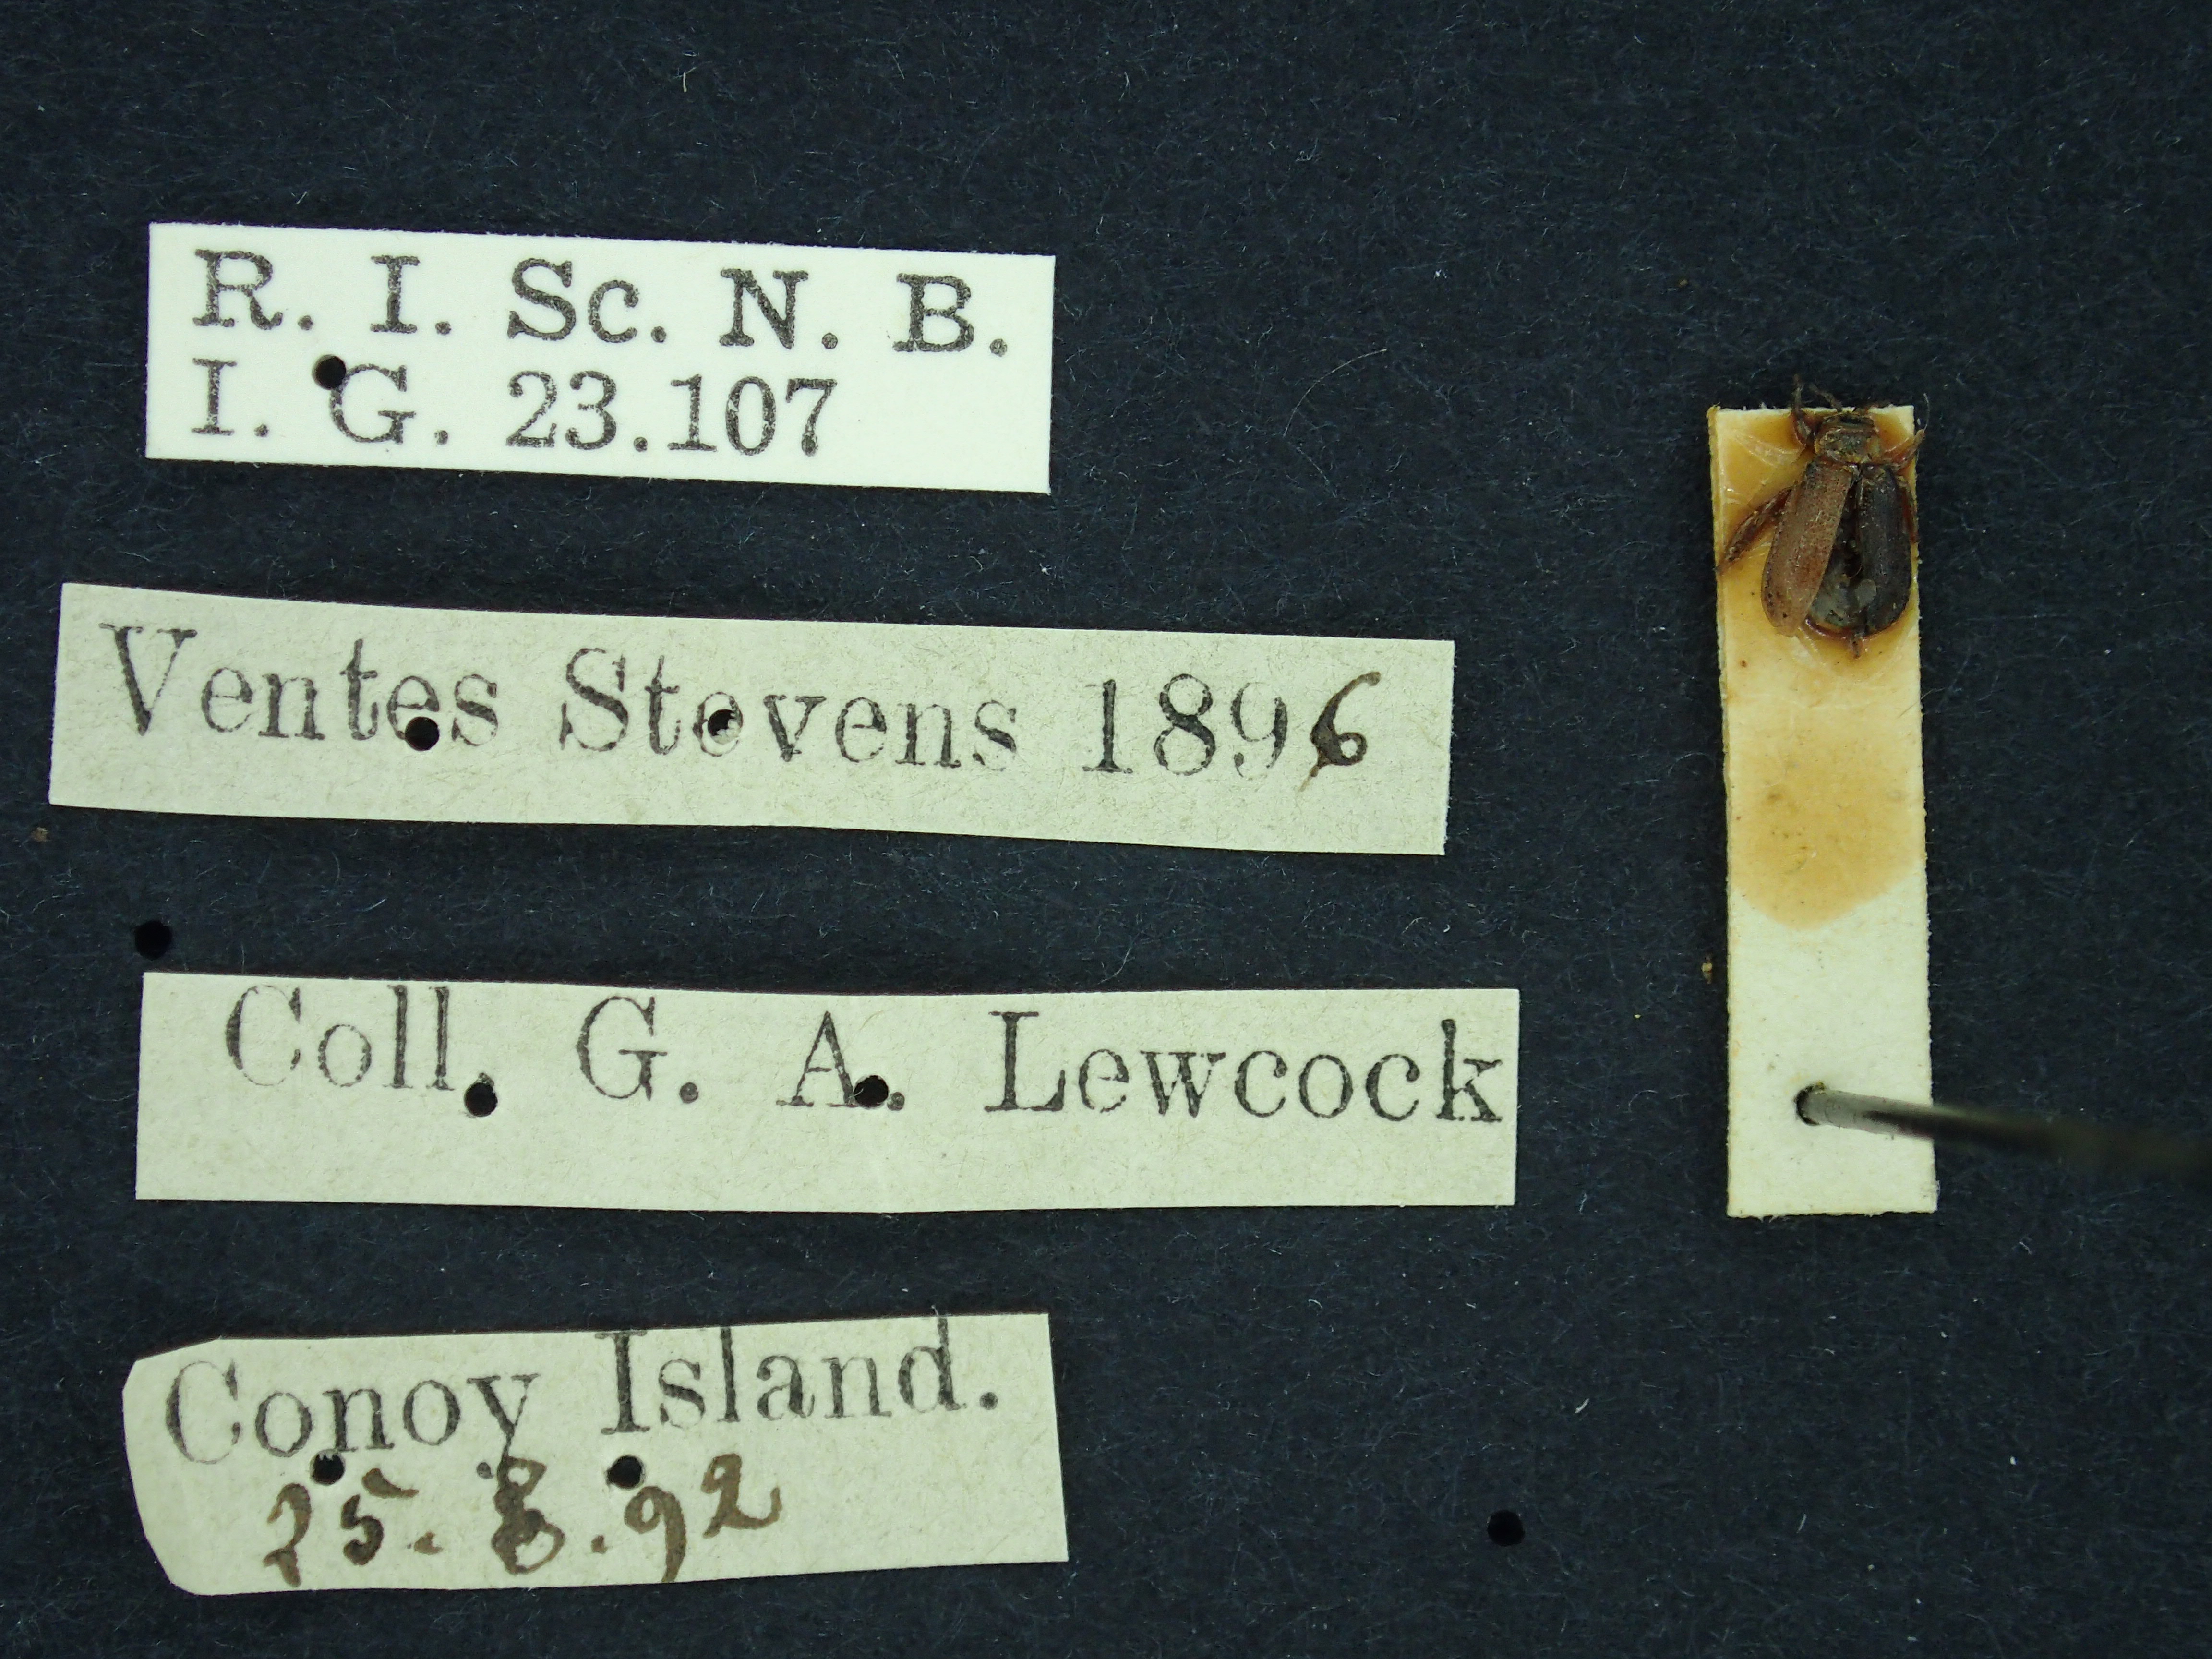 R. I. Sc. N. B.
I. G. 23.107
Ventes Stevens 1896
Coll. G. A. Lewcock
Conoy Island.
25. 8. 92